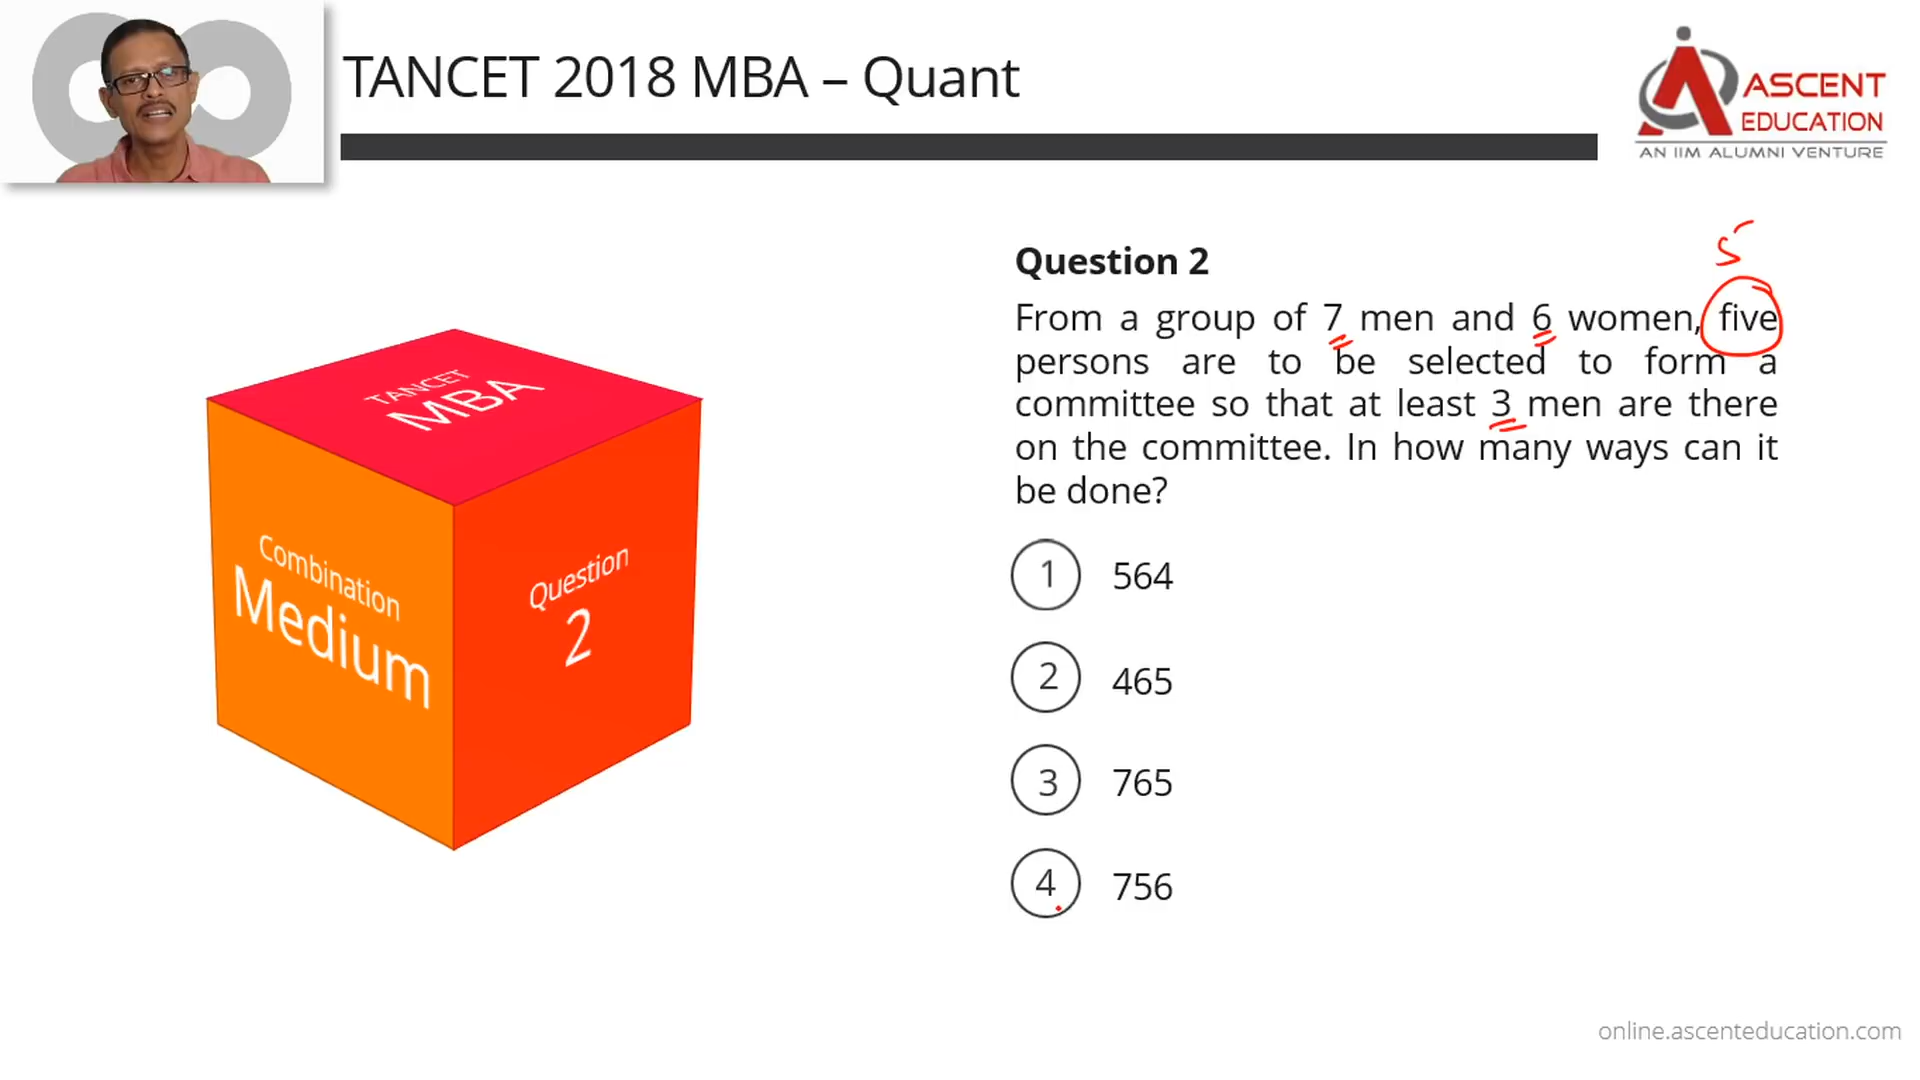 TANCET 2018 MBA – Quant
ASCENT
EDUCATION
AN IIM ALUMNI VENTURE
TANCET
MBA
Combination
Medium
Question
2
5
Question 2
From a group of 7 men and 6 women, five
persons are to be selected to form a
committee so that at least 3 men are there
on the committee. In how many ways can it
be done?
1 564
2 465
3 765
4 756
online.ascenteducation.com